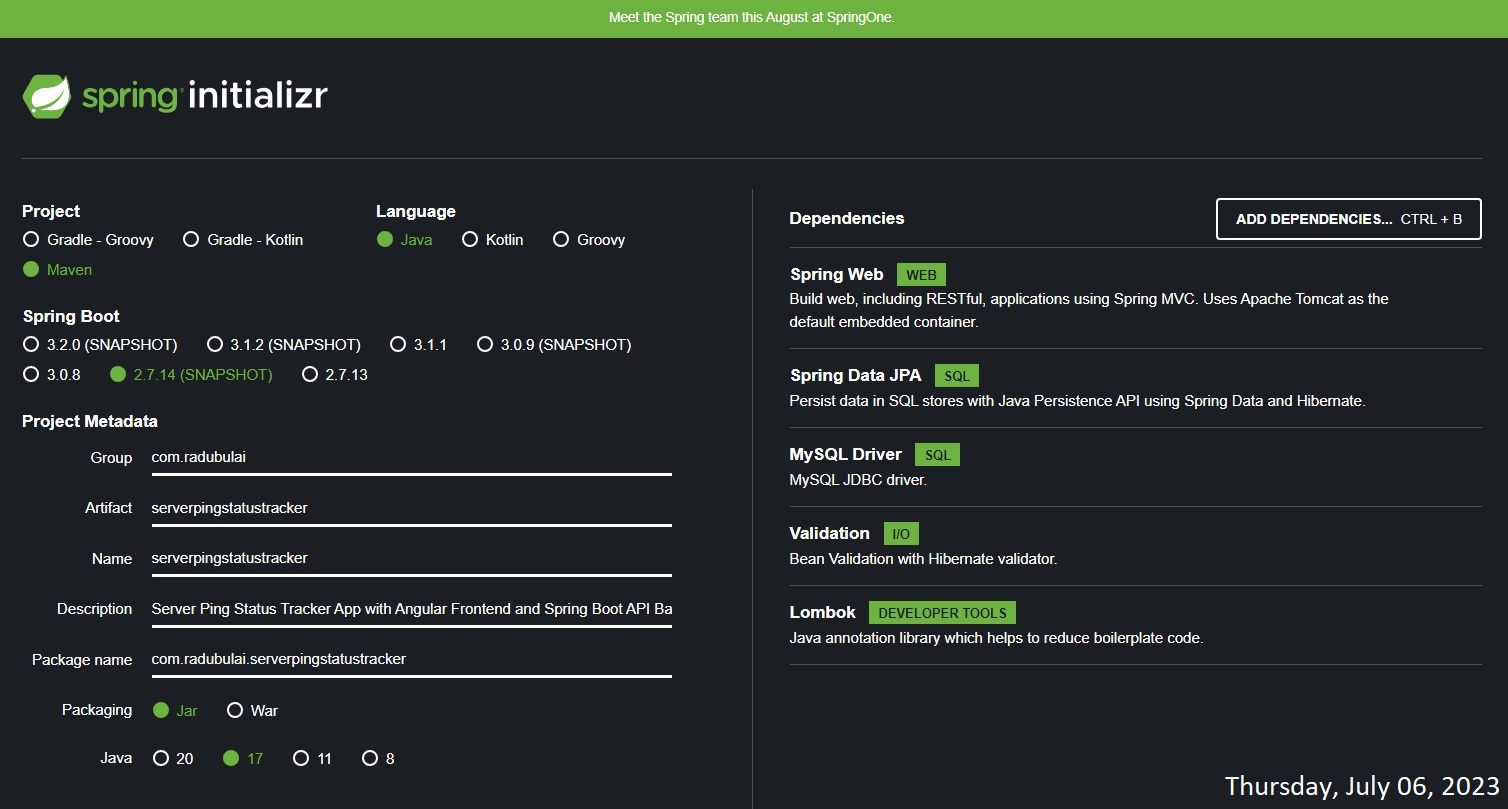 Meet the Spring team this August at SpringOne.
spring initializr
Project
Gradle - Groovy Gradle - Kotlin
Maven
Language
Java Kotlin Groovy
Spring Boot
3.2.0 (SNAPSHOT) 3.1.2 (SNAPSHOT) 3.1.1 3.0.9 (SNAPSHOT)
3.0.8 2.7.14 (SNAPSHOT) 2.7.13
Project Metadata
Group com.radubulai
Artifact serverpingstatustracker
Name serverpingstatustracker
Description Server Ping Status Tracker App with Angular Frontend and Spring Boot API Ba
Package name com.radubulai.serverpingstatustracker
Packaging Jar War
Java 20 17 11 8
Dependencies ADD DEPENDENCIES... CTRL + B
Spring Web WEB
Build web, including RESTful, applications using Spring MVC. Uses Apache Tomcat as the
default embedded container.
Spring Data JPA SQL
Persist data in SQL stores with Java Persistence API using Spring Data and Hibernate.
MySQL Driver SQL
MySQL JDBC driver.
Validation I/O
Bean Validation with Hibernate validator.
Lombok DEVELOPER TOOLS
Java annotation library which helps to reduce boilerplate code.
Thursday, July 06, 2023